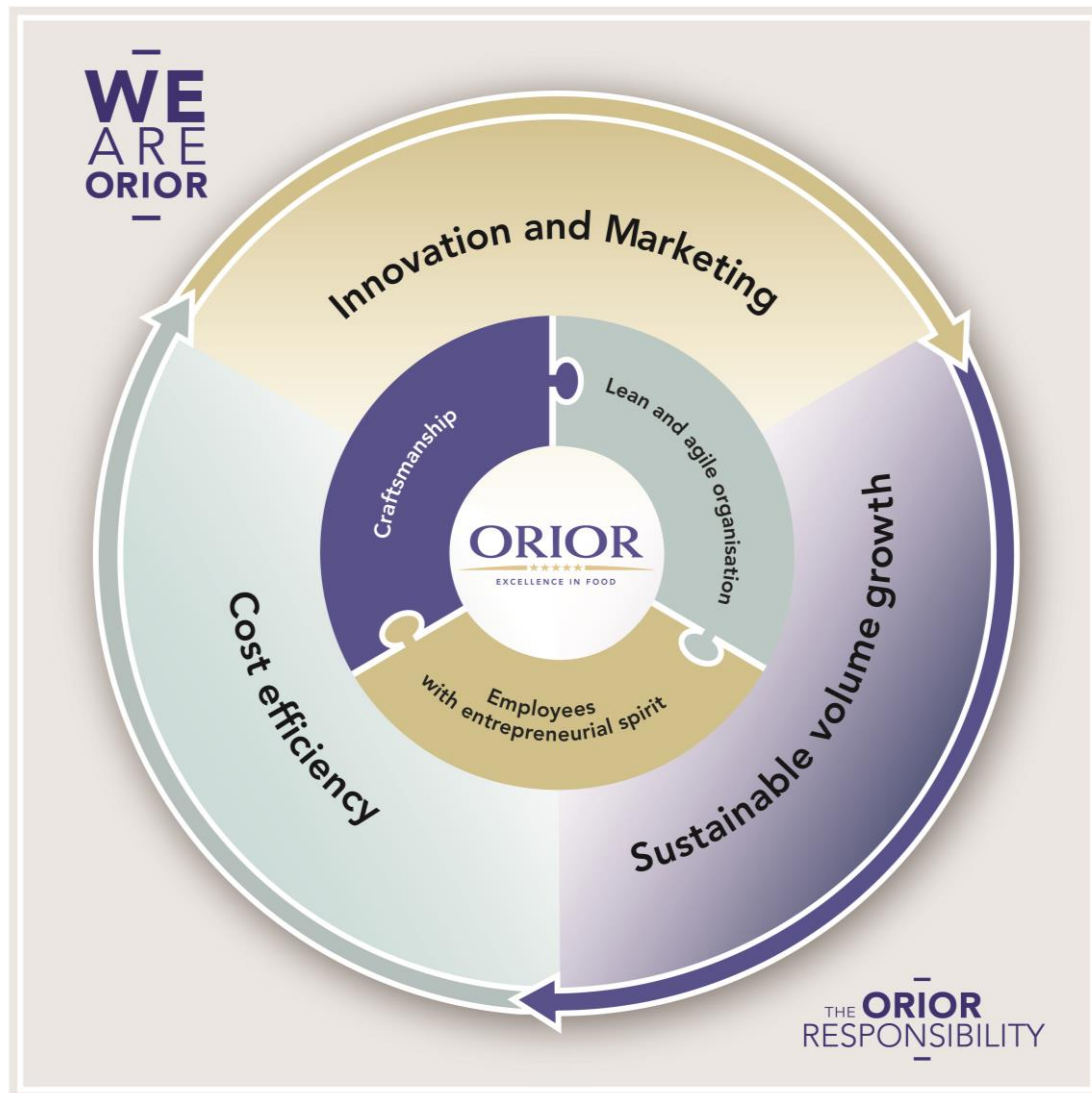 WE
ARE
ORIOR
Innovation and Marketing
Craftsmanship
Lean and agile organisation
ORIOR
EXCELLENCE IN FOOD
Employees
with entrepreneurial spirit
Cost efficiency
Sustainable volume growth
THE ORIOR
RESPONSIBILITY